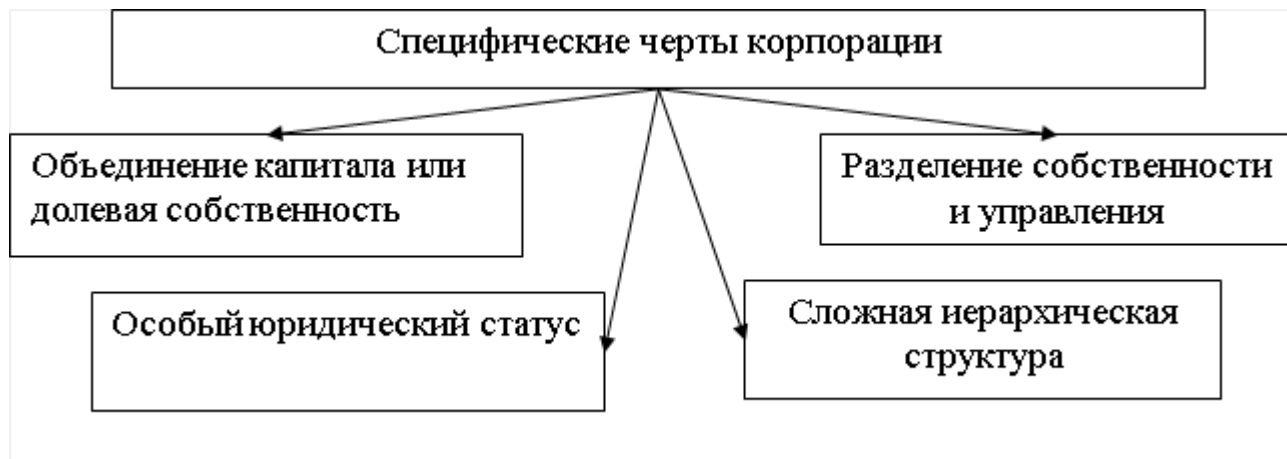 Специфические черты корпорации
Объединение капитала или
долевая собственность
Разделение собственности
и управления
Особый юридический статус
Сложная иерархическая
структура